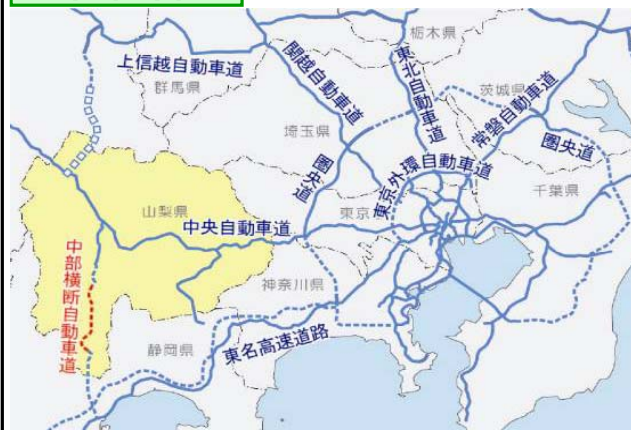 栃木県
上信越自動車道
群馬県
関越自動車道
東北自動車道
茨城県
常磐自動車道
埼玉県
圏央道
圏央道
東京外環自動車道
千葉県
山梨県
東京
中央自動車道
中部横断自動車道
神奈川県
静岡県
東名高速道路